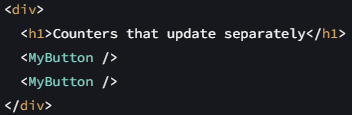 <div>
  <h1>Counters that update separately</h1>
  <MyButton />
  <MyButton />
</div>